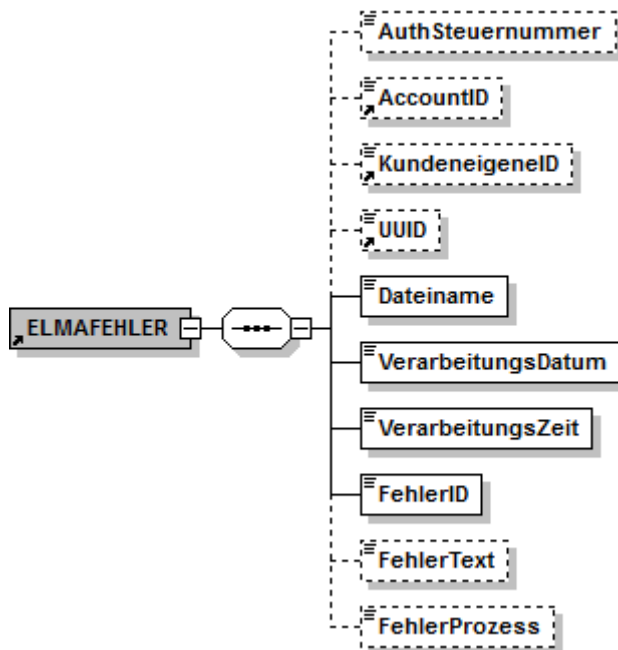 AuthSteuernummer
AccountID
KundeneigeneID
UUID
ELMAFEHLER
Dateiname
VerarbeitungsDatum
VerarbeitungsZeit
FehlerID
FehlerText
FehlerProzess